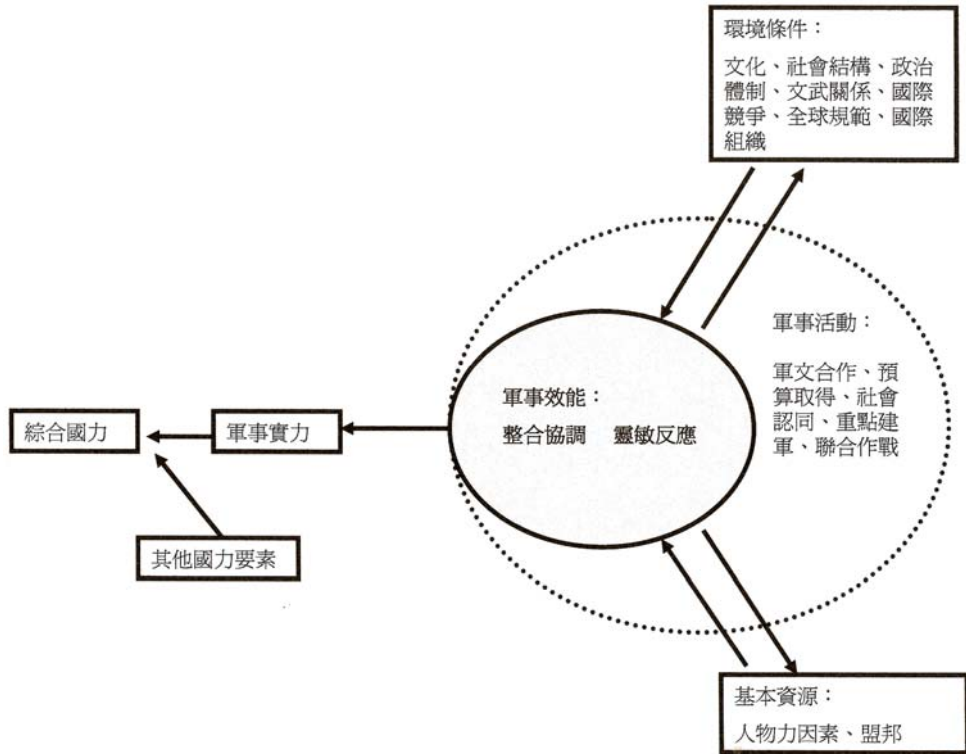 環境條件：
文化、社會結構、政治
體制、文武關係、國際
競爭、全球規範、國際
組織
軍事活動：
軍文合作、預
算取得、社會
認同、重點建
軍、聯合作戰
軍事效能：
整合協調　靈敏反應
綜合國力
軍事實力
其他國力要素
基本資源：
人物力因素、盟邦